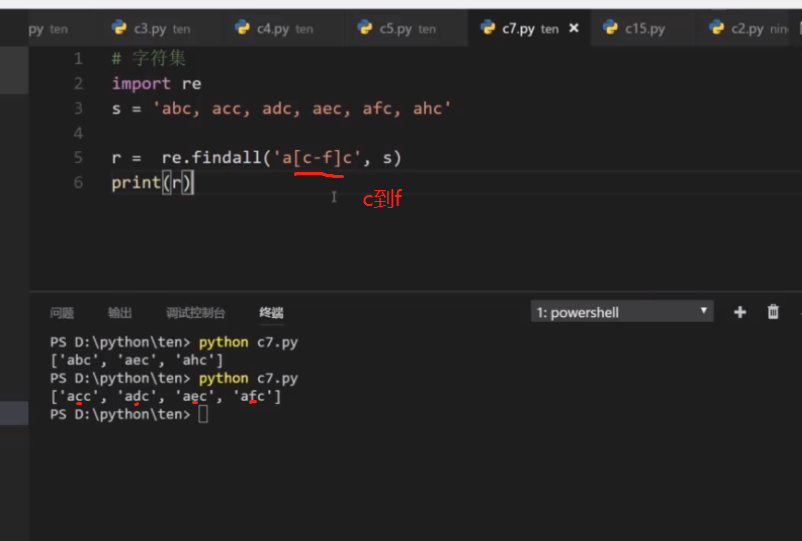 py ten c3.py ten c4.py ten c5.py ten c7.py ten c15.py c2.py nin
1 # 字符集
2 import re
3 s = 'abc, acc, adc, aec, afc, ahc'
4
5 r =  re.findall('a[c-f]c', s)
6 print(r)
c到f
问题 输出 调试控制台 终端 1: powershell
PS D:\python\ten> python c7.py
['abc', 'aec', 'ahc']
PS D:\python\ten> python c7.py
['acc', 'adc', 'aec', 'afc']
PS D:\python\ten>